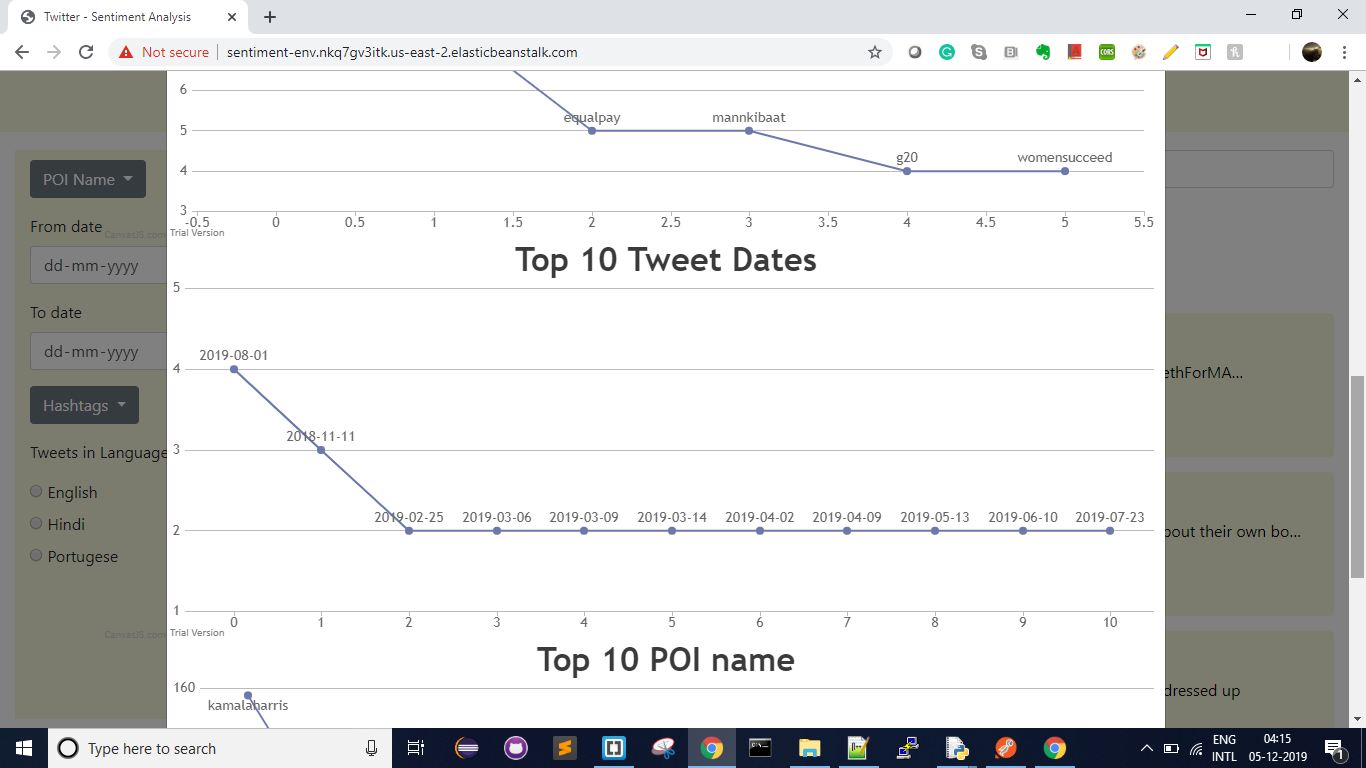 Twitter - Sentiment Analysis
Not secure
sentiment-env.nkq7gv3itk.us-east-2.elasticbeanstalk.com
6
equalpay
mannkibaat
5
g20
womensucceed
4
3
-0.5 0 0.5 1 1.5 2 2.5 3 3.5 4 4.5 5 5.5
Trial Version
CanvasJS.com
POI Name
From date
dd-mm-yyyy
To date
dd-mm-yyyy
Hashtags
Tweets in Language
English
Hindi
Portugese
Top 10 Tweet Dates
5
2019-08-01
4
2018-11-11
3
2019-02-25 2019-03-06 2019-03-09 2019-03-14 2019-04-02 2019-04-09 2019-05-13 2019-06-10 2019-07-23
2
1
0 1 2 3 4 5 6 7 8 9 10
Trial Version
CanvasJS.com
Top 10 POI name
160
kamalaharris
ethForMA...
bout their own bo...
dressed up
Type here to search
ENG
INTL
04:15
05-12-2019
1